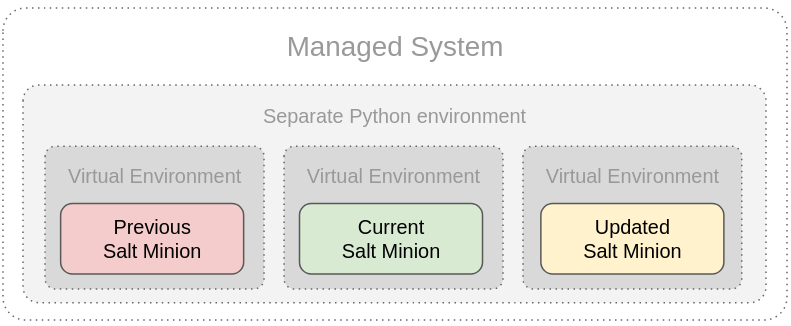 Managed System
Separate Python environment
Virtual Environment
Previous
Salt Minion
Virtual Environment
Current
Salt Minion
Virtual Environment
Updated
Salt Minion